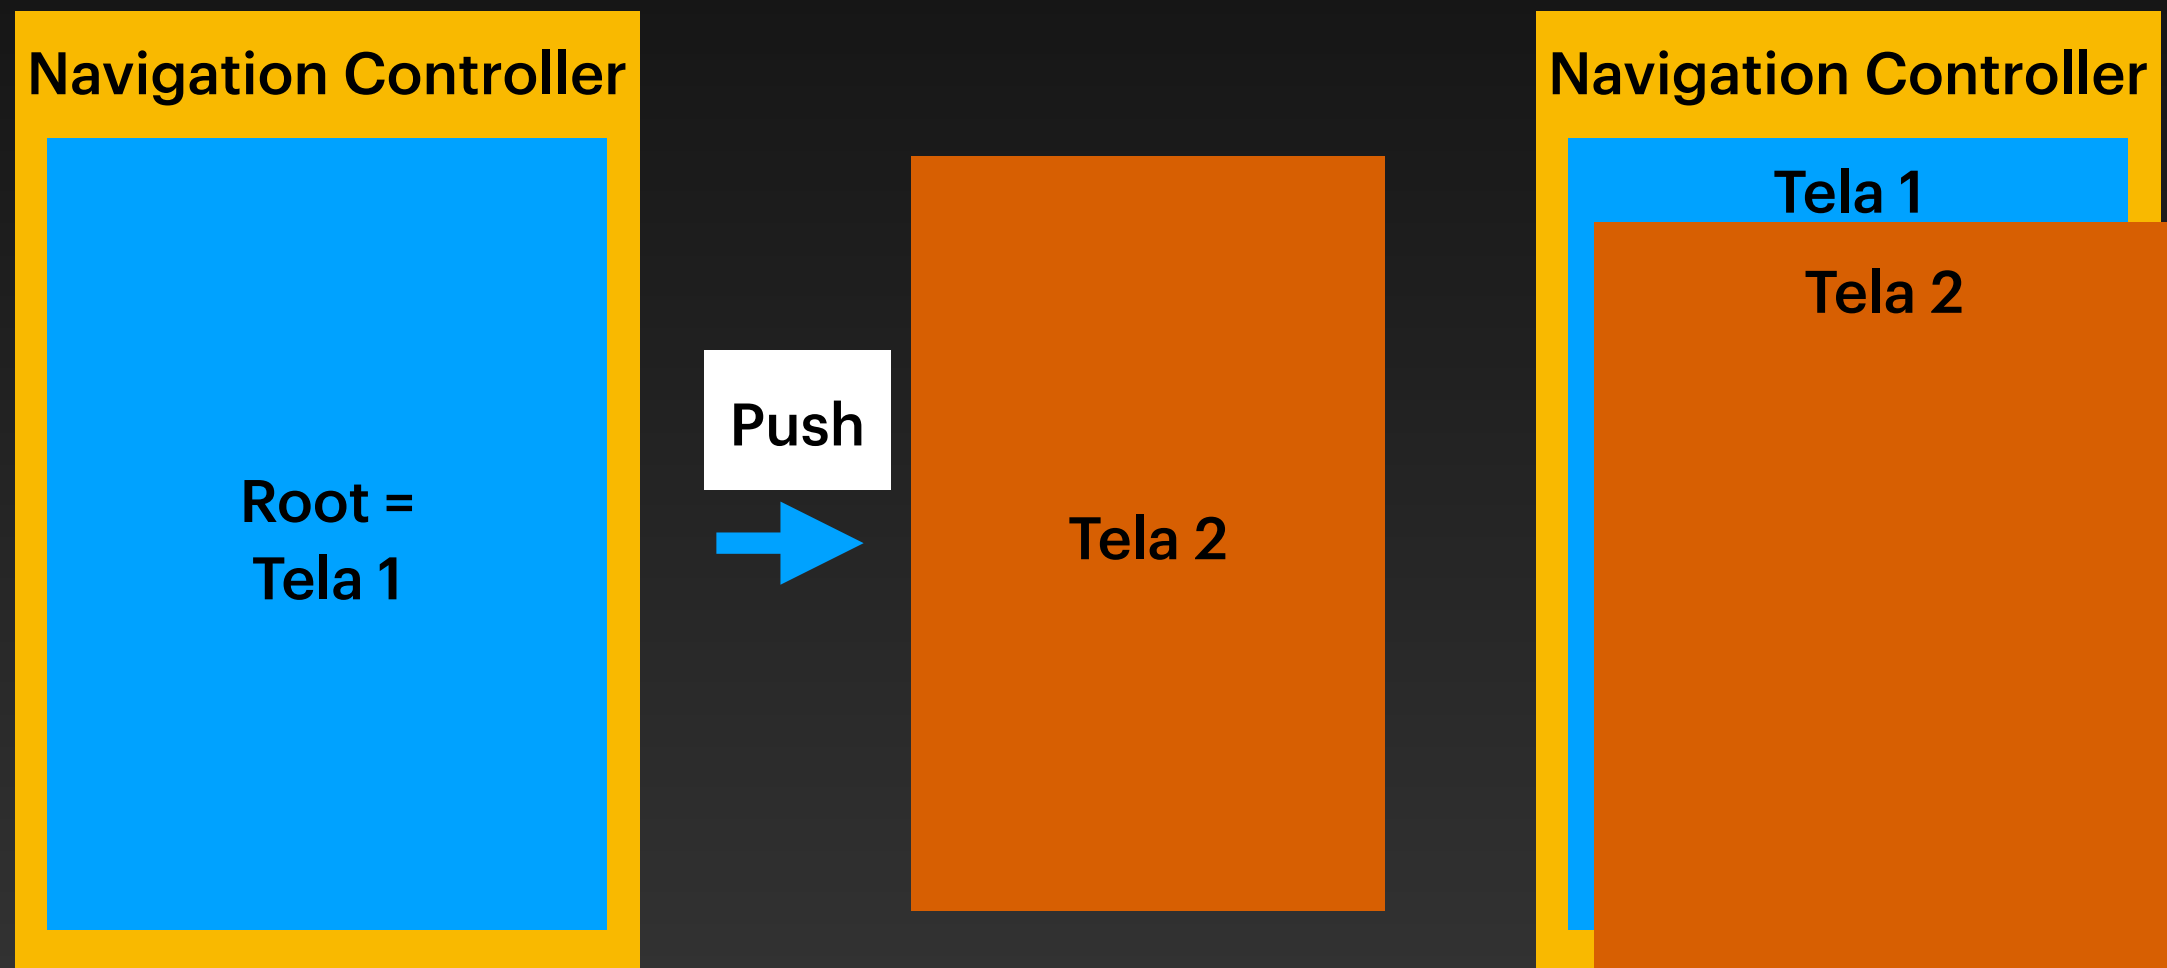 Navigation Controller
Root =
Tela 1
Push
Tela 2
Navigation Controller
Tela 1
Tela 2